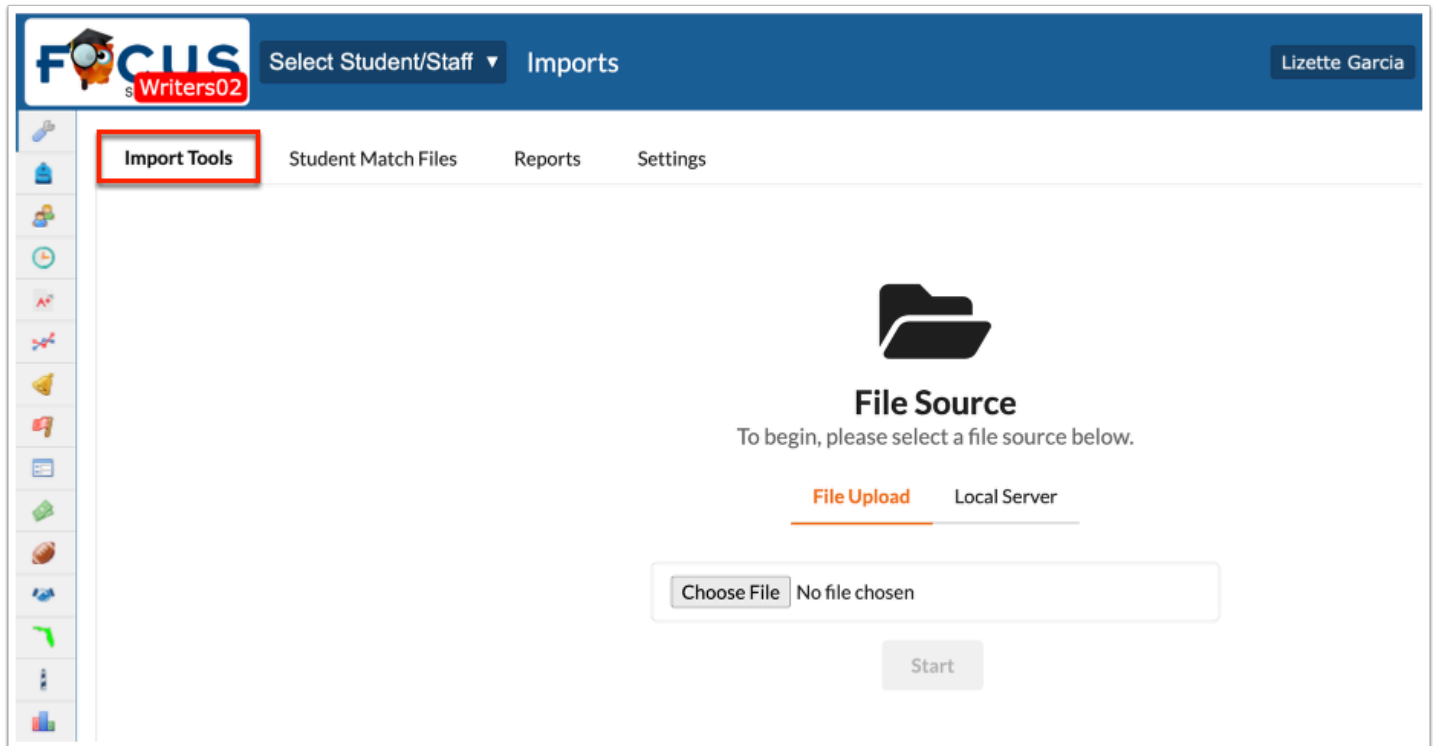 FOCUS
S
Writers02
Select Student/Staff ▼
Imports
Lizette Garcia
Import Tools
Student Match Files
Reports
Settings
A+
File Source
To begin, please select a file source below.
File Upload
Local Server
Choose File No file chosen
Start